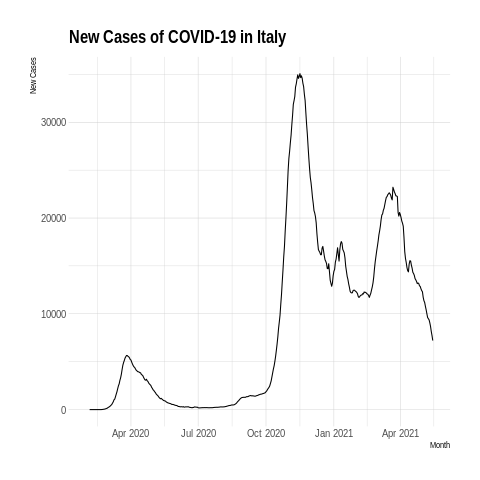 New Cases of COVID-19 in Italy
New Cases
30000
20000
10000
0
Apr 2020 Jul 2020 Oct 2020 Jan 2021 Apr 2021
Month